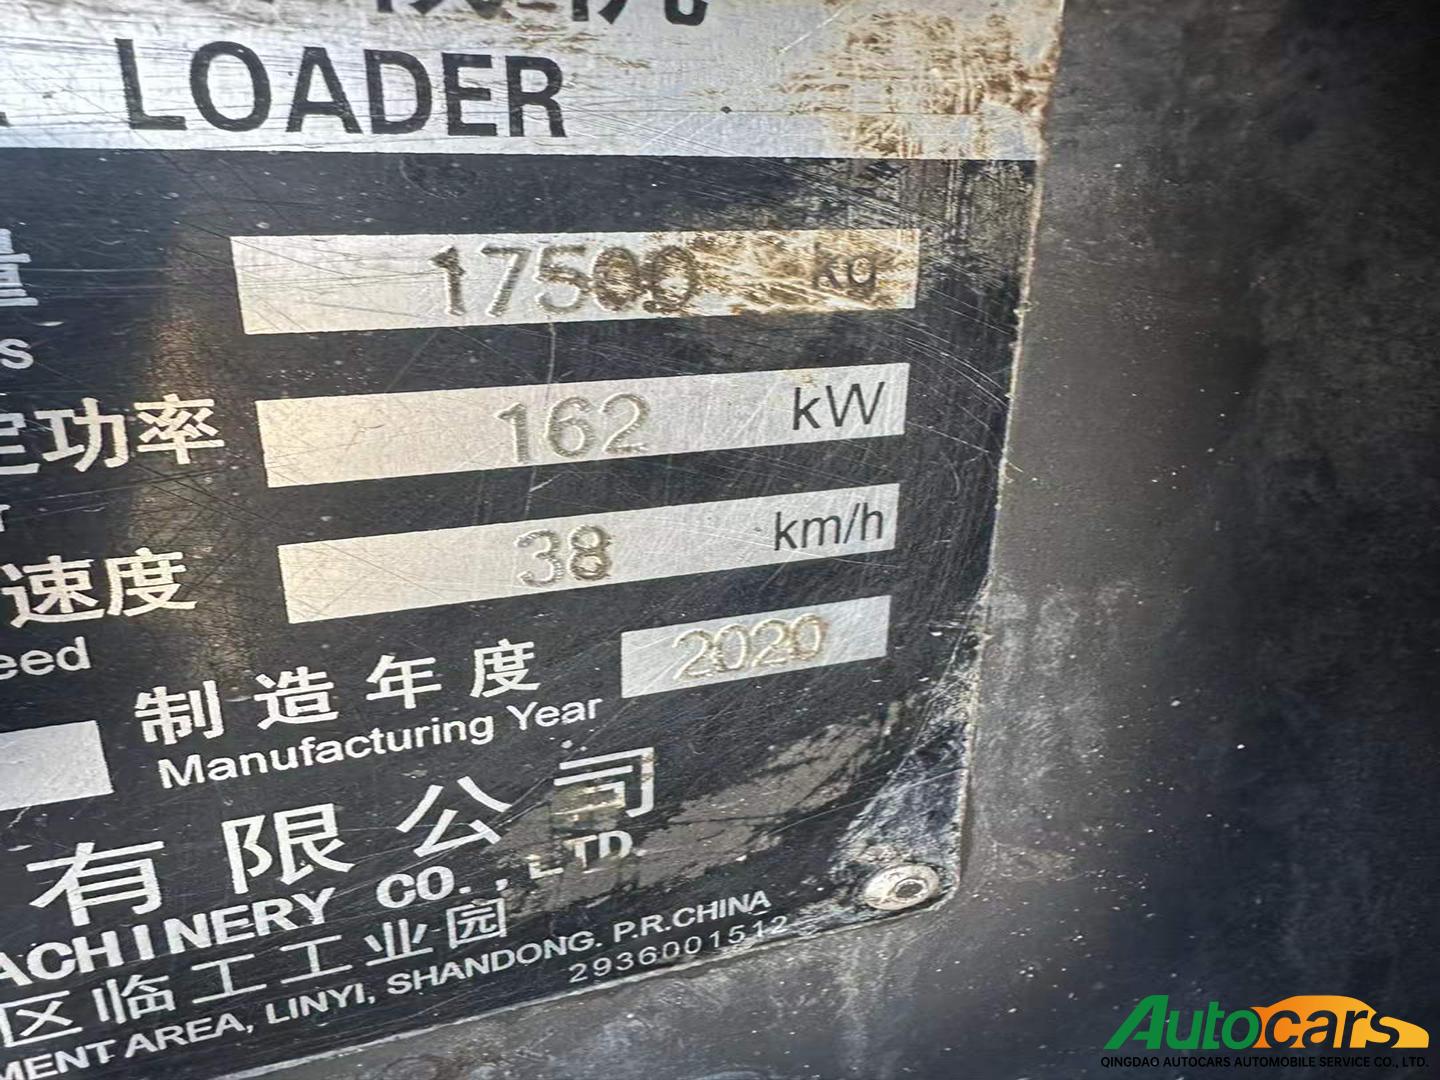 LOADER
量 17500 kg
s
定功率 162 kW
r
速度 38 km/h
eed
制造年度 2020
Manufacturing Year
有限公司
ACHINERY CO., LTD.
区临工工业园
MENT AREA, LINYI, SHANDONG. P.R.CHINA
2936001512
Autocars
QINGDAO AUTOCARS AUTOMOBILE SERVICE CO., LTD.